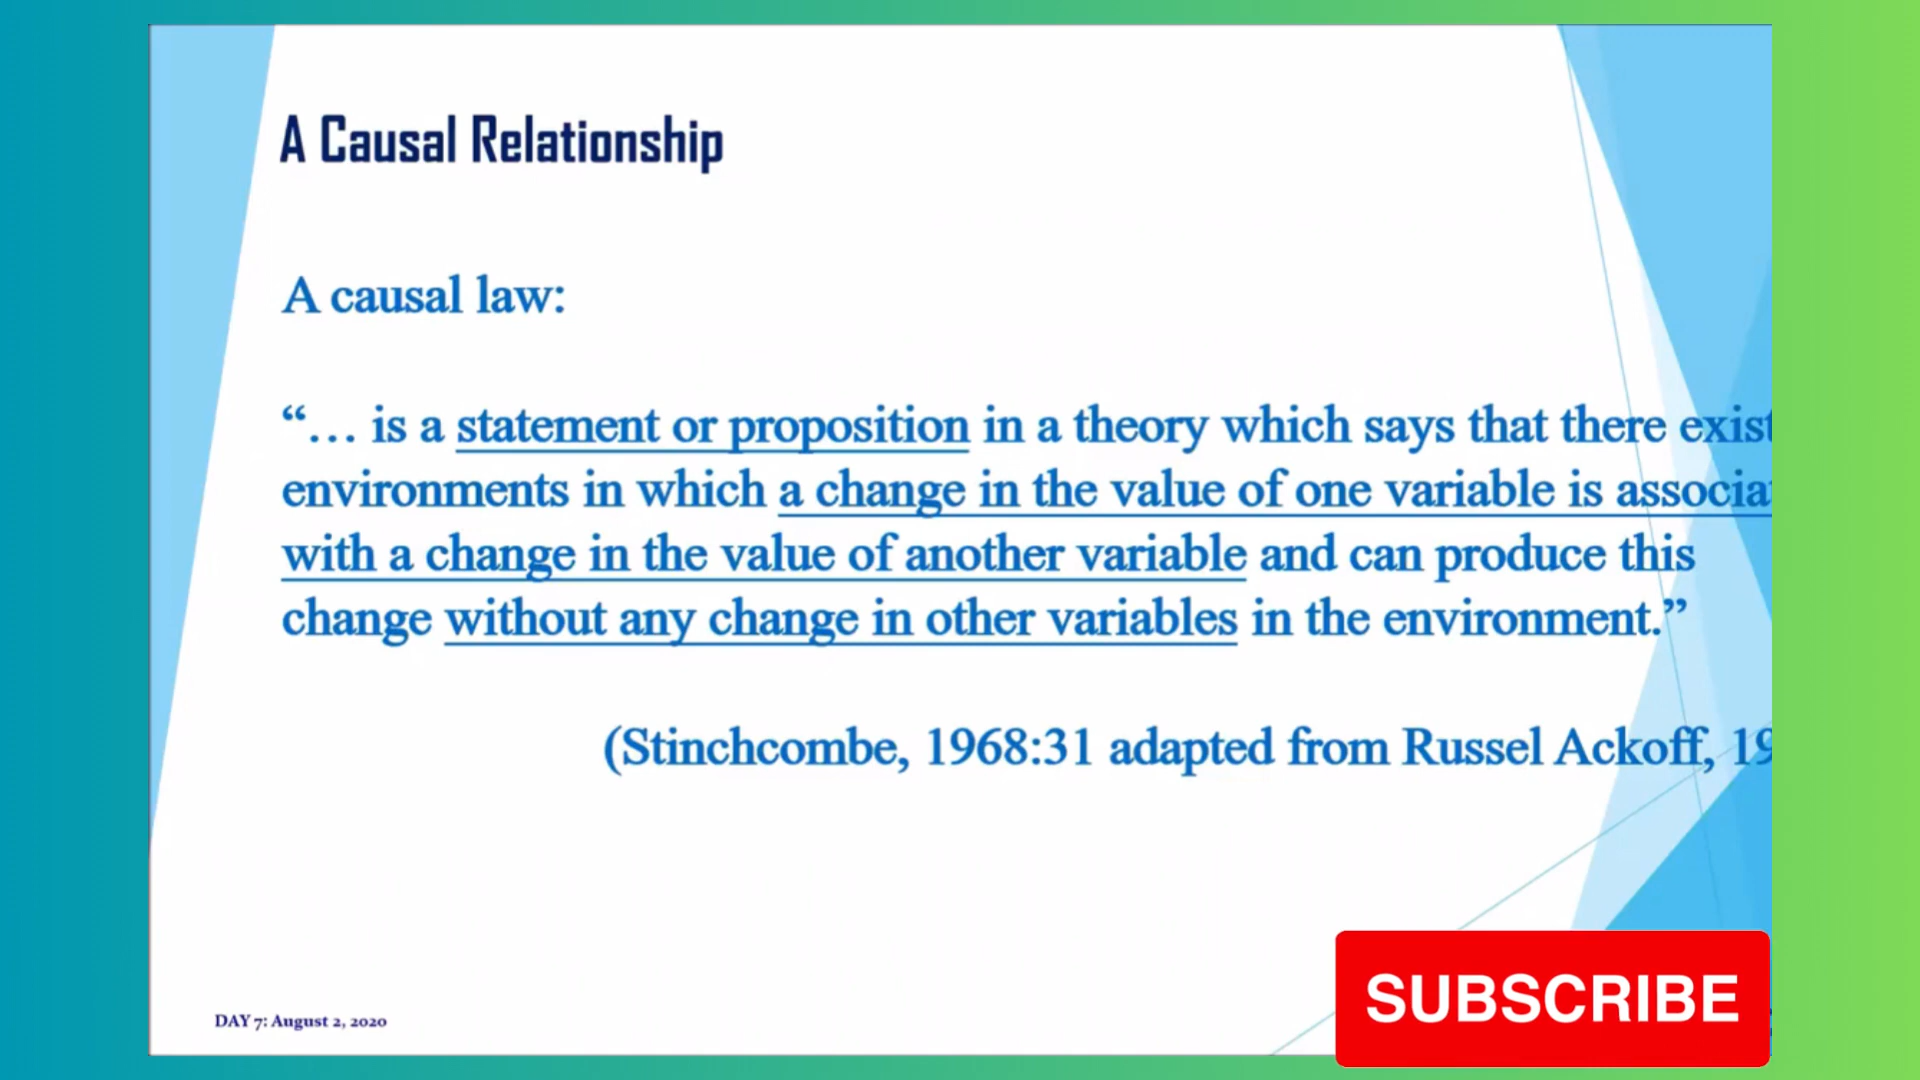 A Causal Relationship
A causal law:
“… is a statement or proposition in a theory which says that there exist
environments in which a change in the value of one variable is
with a change in the value of another variable and can produce this
change without any change in other variables in the environment.”
(Stinchcombe, 1968:31 adapted from Russel Ackoff,
DAY 7: August 2, 2020
SUBSCRIBE